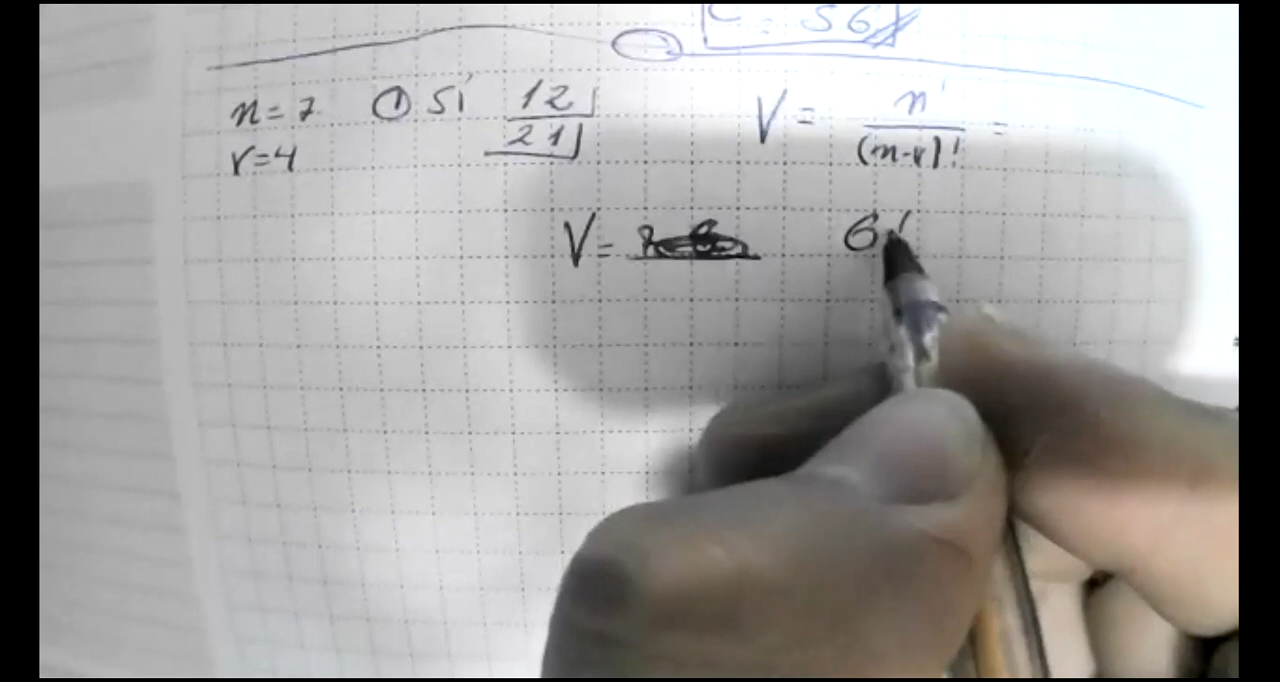 C = 56
n = 7 ① Sí 12 V = n! =
r = 4 21 (n-r)!
V = 6!